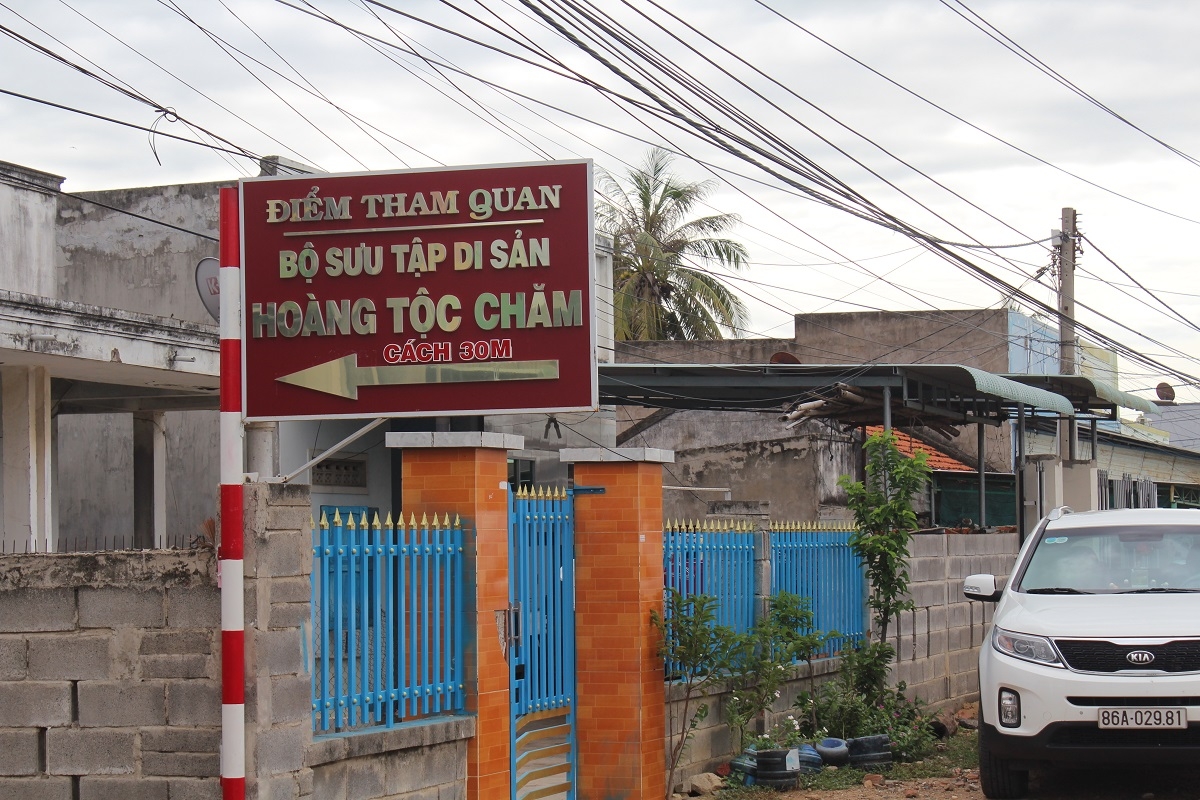 ĐIỂM THAM QUAN
BỘ SƯU TẬP DI SẢN
HOÀNG TỘC CHĂM
CÁCH 30M
KIA
86A-029.81